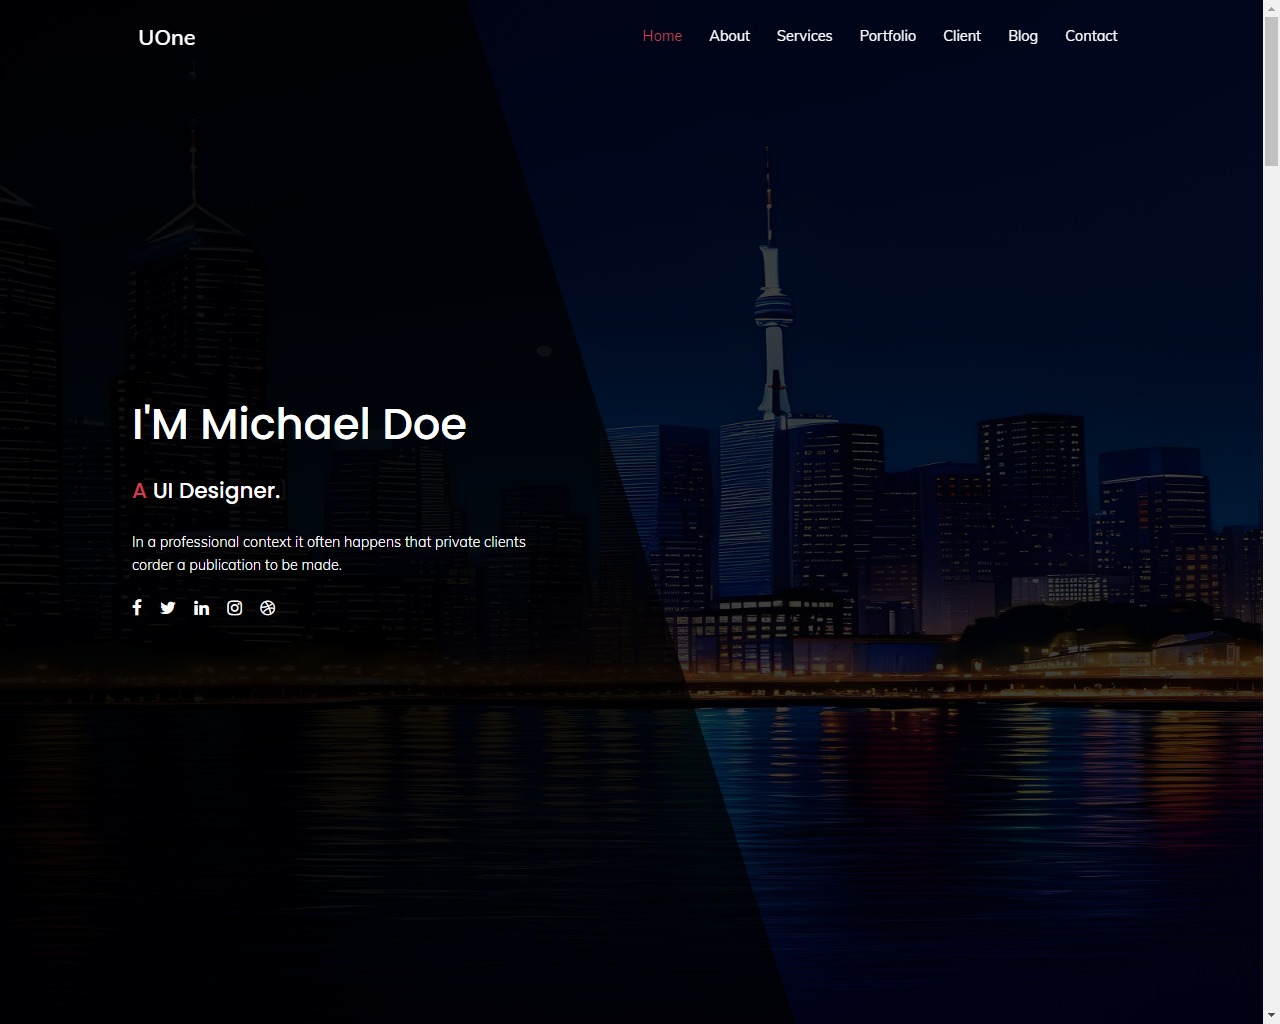 UOne
Home About Services Portfolio Client Blog Contact
I'M Michael Doe
A UI Designer.
In a professional context it often happens that private clients
corder a publication to be made.